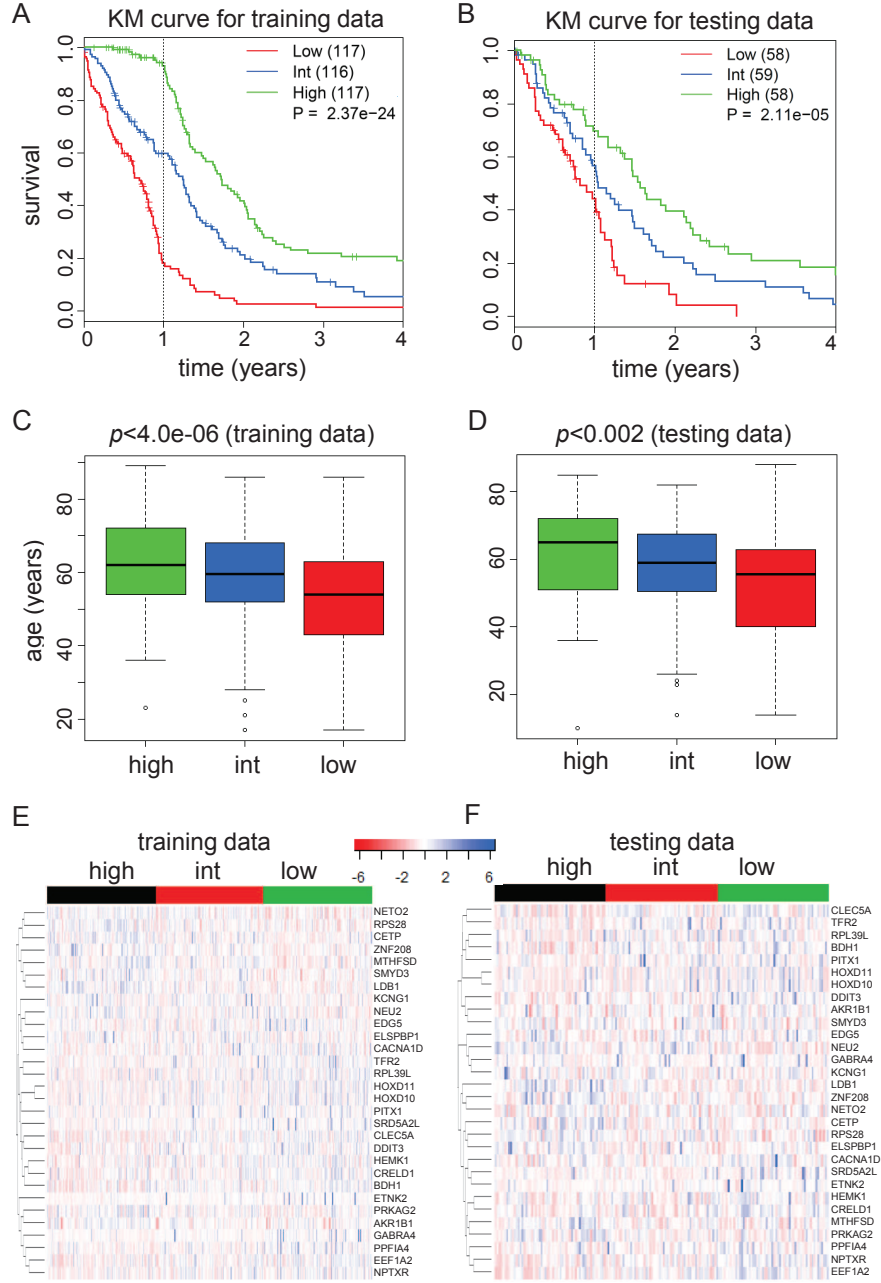 A
KM curve for training data
Low (117)
Int (116)
High (117)
P = 2.37e−24
survival
0.0
0.2
0.4
0.6
0.8
1.0
0
1
2
3
4
time (years)
B
KM curve for testing data
Low (58)
Int (59)
High (58)
P = 2.11e−05
0.0
0.2
0.4
0.6
0.8
1.0
0
1
2
3
4
time (years)
C
p<4.0e-06 (training data)
age (years)
20
40
60
80
high
int
low
D
p<0.002 (testing data)
20
40
60
80
high
int
low
E
training data
-6
-2
2
6
high
int
low
NETO2
RPS28
CETP
ZNF208
MTHFSD
SMYD3
LDB1
KCNG1
NEU2
EDG5
ELSPBP1
CACNA1D
TFR2
RPL39L
HOXD11
HOXD10
PITX1
SRD5A2L
CLEC5A
DDIT3
HEMK1
CRELD1
BDH1
ETNK2
PRKAG2
AKR1B1
GABRA4
PPFIA4
EEF1A2
NPTXR
F
testing data
high
int
low
CLEC5A
TFR2
RPL39L
BDH1
PITX1
HOXD11
HOXD10
DDIT3
AKR1B1
SMYD3
EDG5
NEU2
GABRA4
KCNG1
LDB1
ZNF208
NETO2
CETP
RPS28
ELSPBP1
CACNA1D
SRD5A2L
ETNK2
HEMK1
CRELD1
MTHFSD
PRKAG2
PPFIA4
NPTXR
EEF1A2